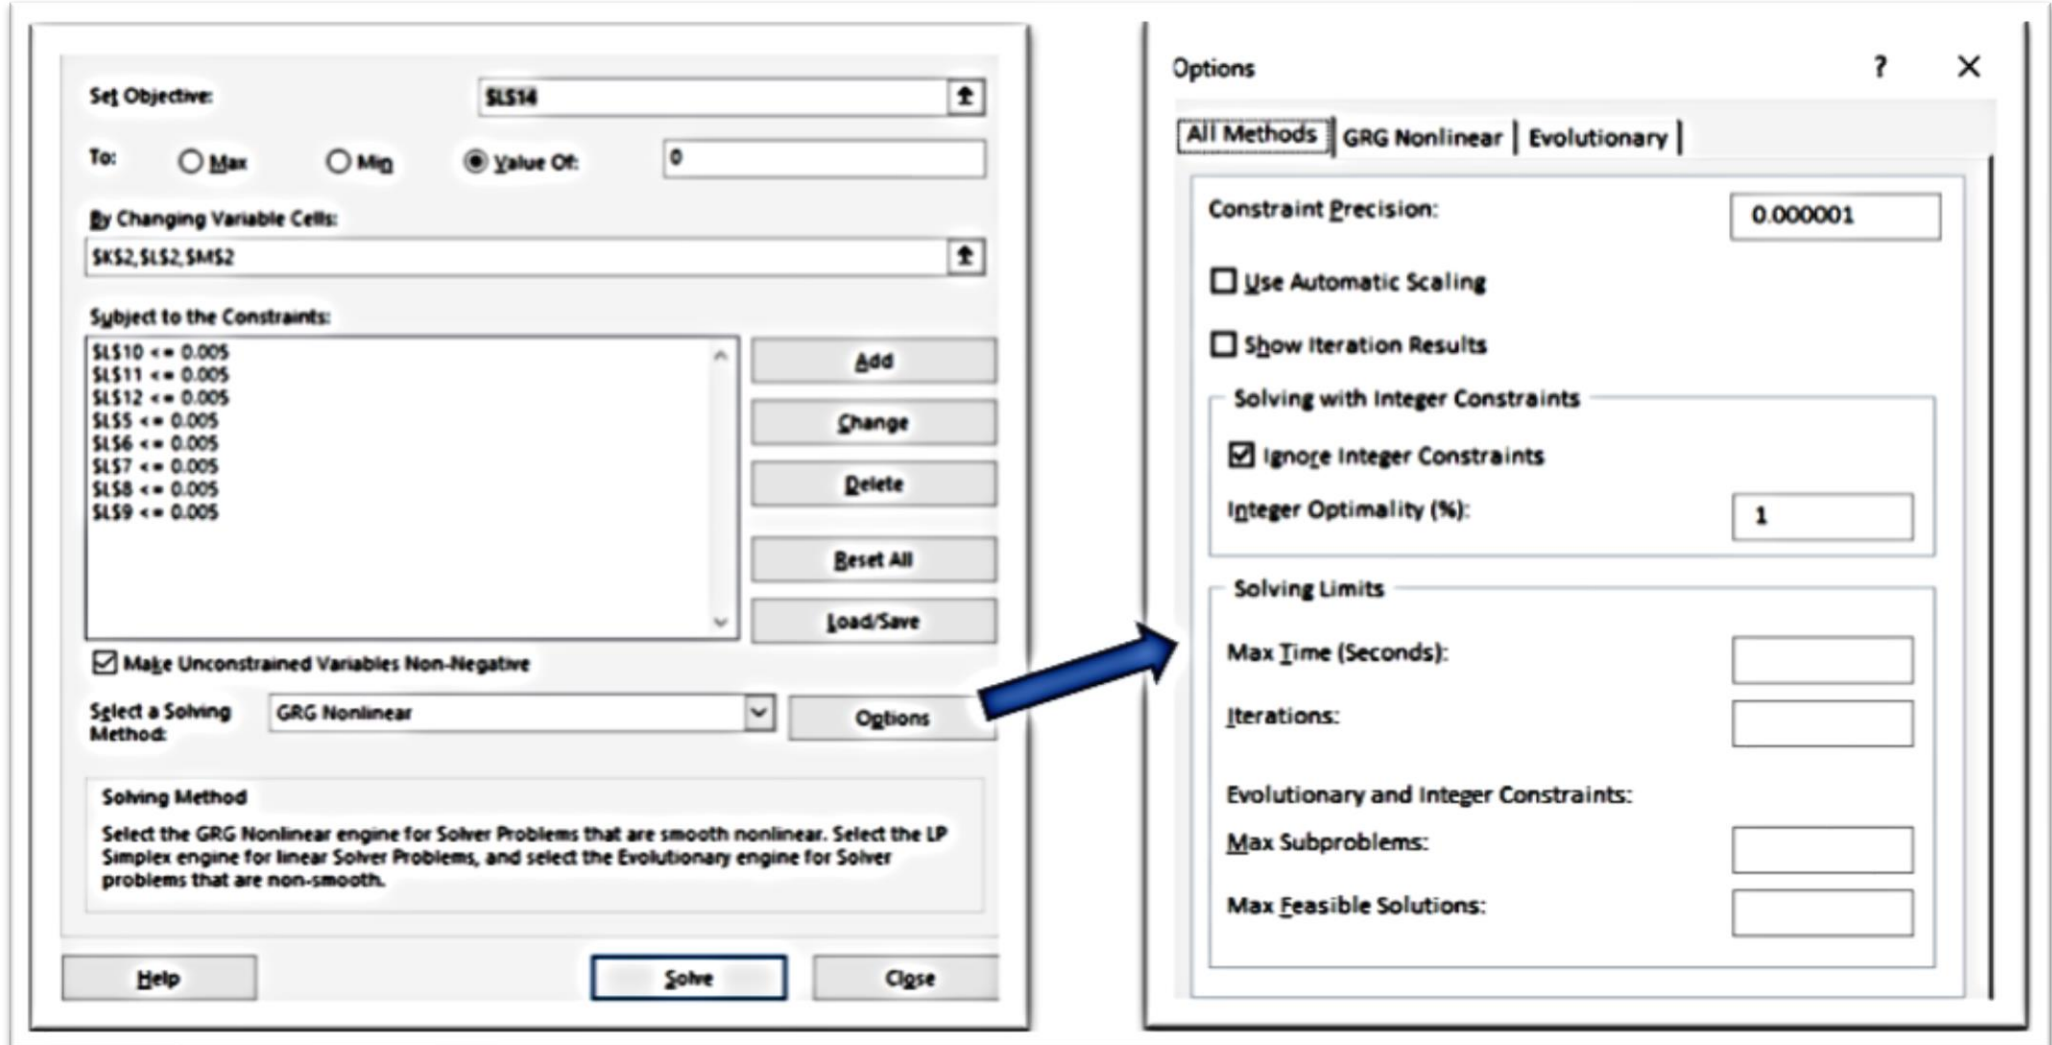 Set Objective: $L$14
To: Max Min Value Of: 0
By Changing Variable Cells:
$K$2,$L$2,$M$2
Subject to the Constraints:
$L$10 <= 0.005
$L$11 <= 0.005
$L$12 <= 0.005
$L$5 <= 0.005
$L$6 <= 0.005
$L$7 <= 0.005
$L$8 <= 0.005
$L$9 <= 0.005
Add
Change
Delete
Reset All
Load/Save
Make Unconstrained Variables Non-Negative
Select a Solving
Method:
GRG Nonlinear
Options
Solving Method
Select the GRG Nonlinear engine for Solver Problems that are smooth nonlinear. Select the LP
Simplex engine for linear Solver Problems, and select the Evolutionary engine for Solver
problems that are non-smooth.
Help Solve Close
Options ? X
All Methods GRG Nonlinear Evolutionary
Constraint Precision: 0.000001
Use Automatic Scaling
Show Iteration Results
Solving with Integer Constraints
Ignore Integer Constraints
Integer Optimality (%): 1
Solving Limits
Max Time (Seconds):
Iterations:
Evolutionary and Integer Constraints:
Max Subproblems:
Max Feasible Solutions: